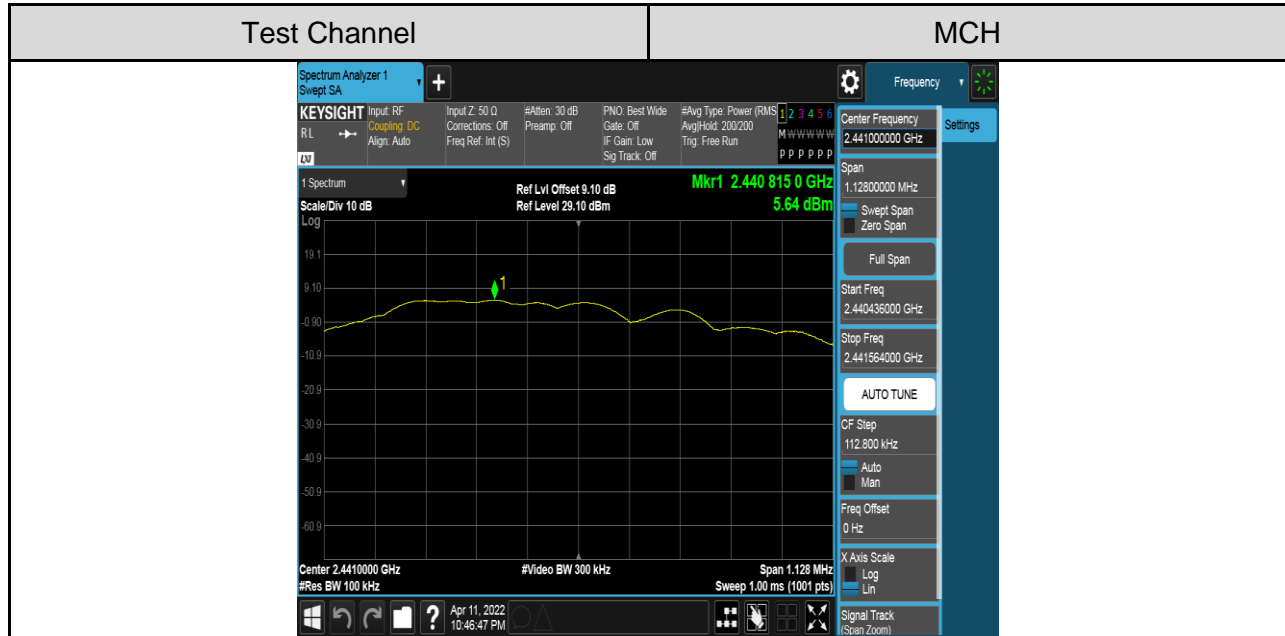 Test Channel
MCH
Spectrum Analyzer 1
Swept SA
Frequency
KEYSIGHT
RL
LXI
Input: RF
Coupling: DC
Align: Auto
Input Z: 50 Ω
Corrections: Off
Freq Ref: Int (S)
#Atten: 30 dB
Preamp: Off
PNO: Best Wide
Gate: Off
IF Gain: Low
Sig Track: Off
#Avg Type: Power (RMS
Avg|Hold: 200/200
Trig: Free Run
1 2 3 4 5 6
M W W W W W
P P P P P P
1 Spectrum
Scale/Div 10 dB
Log
Ref Lvl Offset 9.10 dB
Ref Level 29.10 dBm
Mkr1 2.440 815 0 GHz
5.64 dBm
19.1
9.10
-0.90
-10.9
-20.9
-30.9
-40.9
-50.9
-60.9
1
Center 2.4410000 GHz
#Res BW 100 kHz
#Video BW 300 kHz
Span 1.128 MHz
Sweep 1.00 ms (1001 pts)
?
Apr 11, 2022
10:46:47 PM
Center Frequency
2.441000000 GHz
Span
1.12800000 MHz
Swept Span
Zero Span
Full Span
Start Freq
2.440436000 GHz
Stop Freq
2.441564000 GHz
AUTO TUNE
CF Step
112.800 kHz
Auto
Man
Freq Offset
0 Hz
X Axis Scale
Log
Lin
Signal Track
(Span Zoom)
Settings